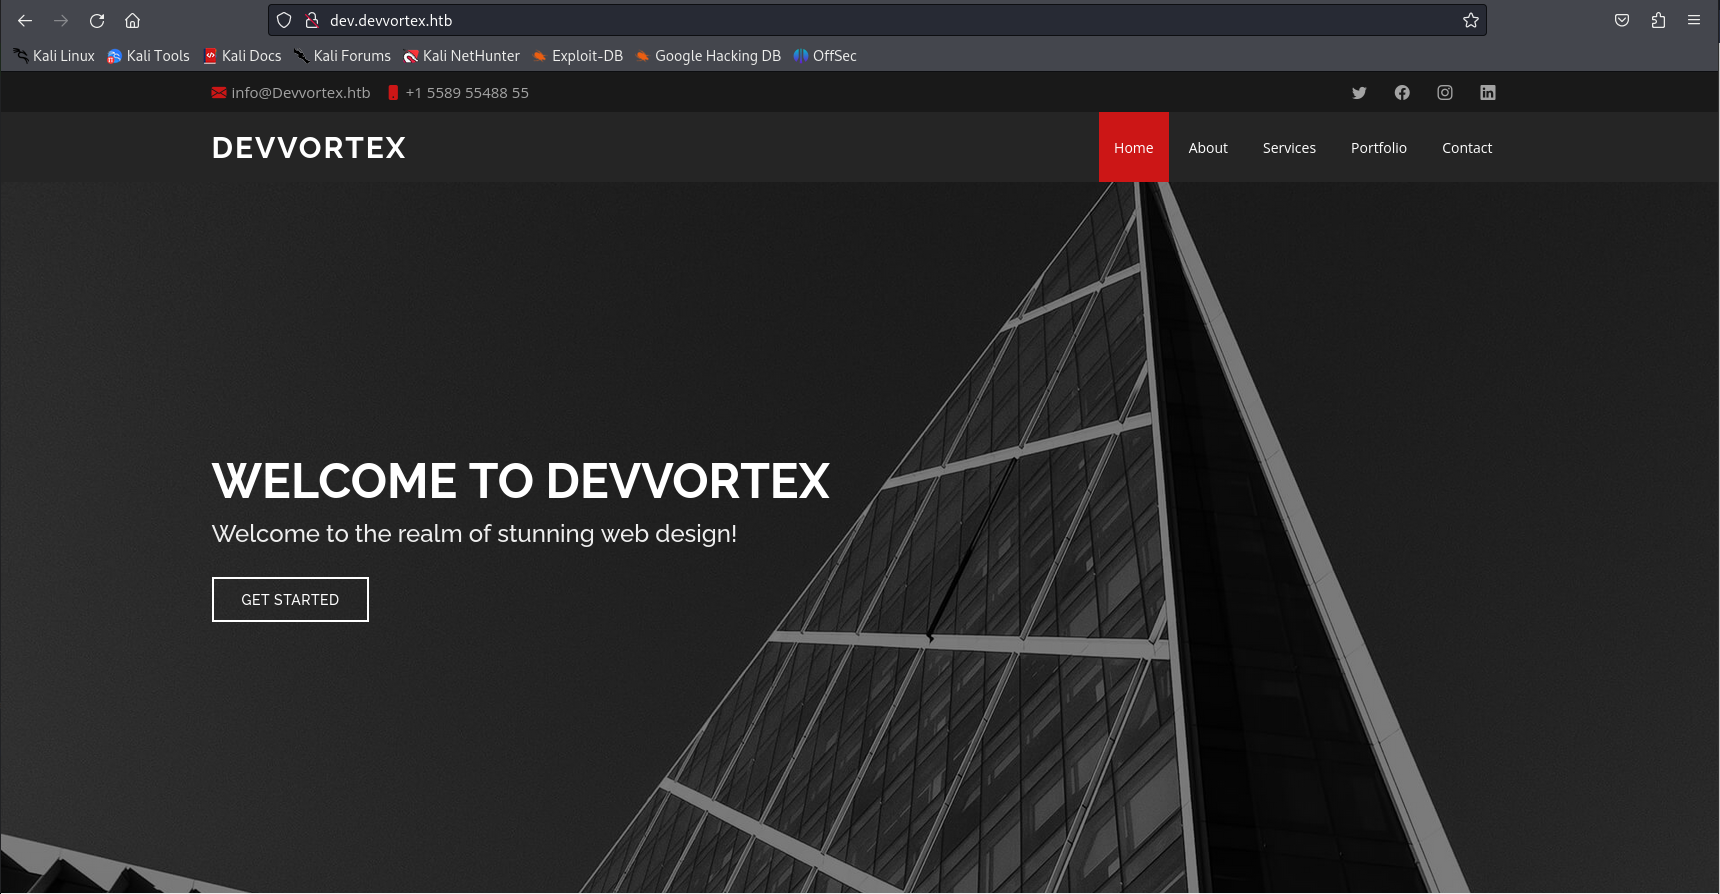 dev.devvortex.htb
Kali Linux Kali Tools Kali Docs Kali Forums Kali NetHunter Exploit-DB Google Hacking DB OffSec
info@Devvortex.htb +1 5589 55488 55
DEVVORTEX Home About Services Portfolio Contact
WELCOME TO DEVVORTEX
Welcome to the realm of stunning web design!
GET STARTED